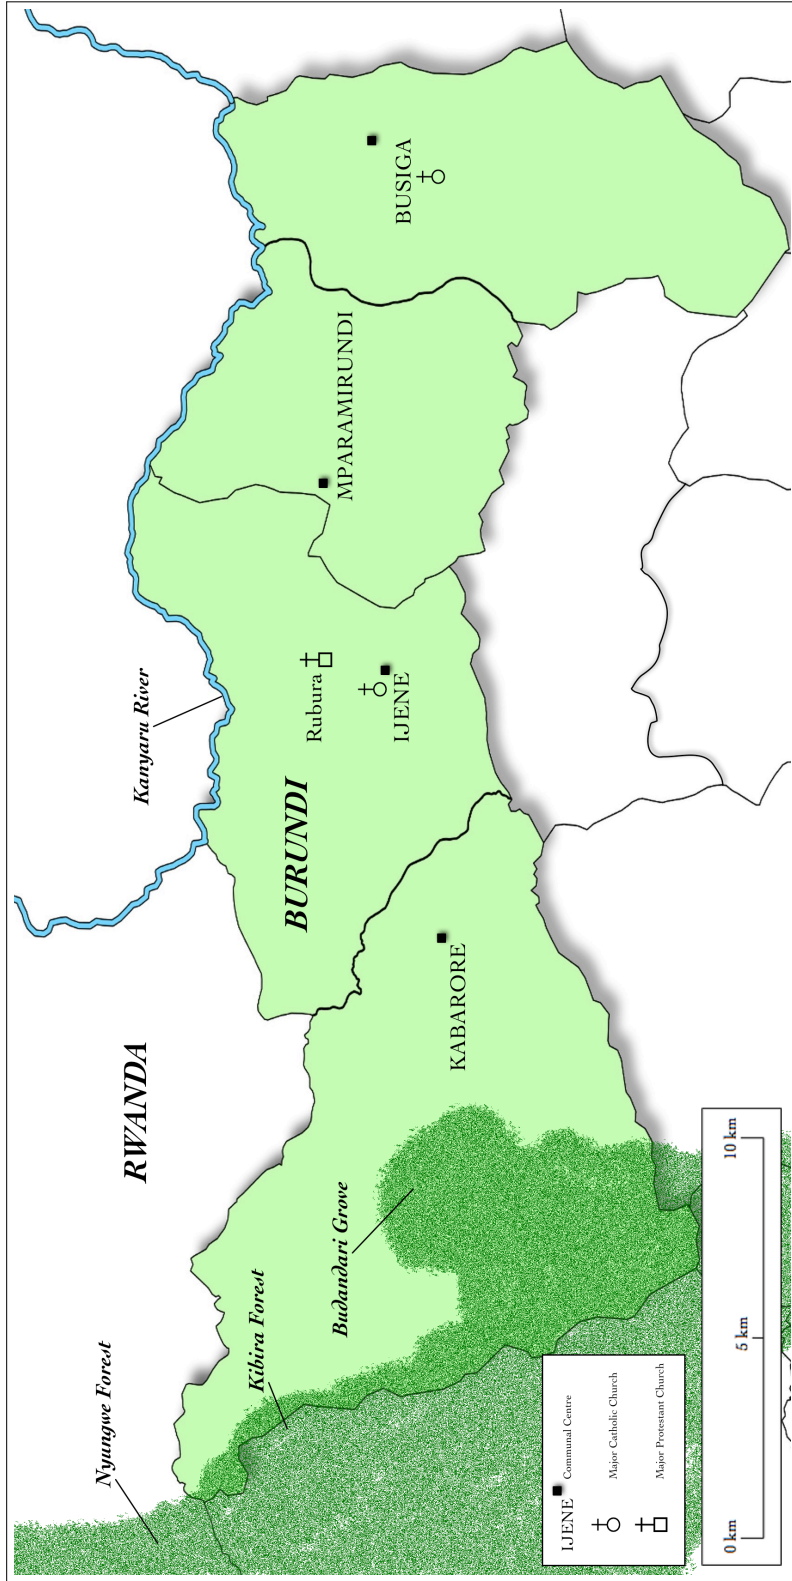 Nyungwe Forest
RWANDA
Kanyaru River
Kibira Forest
Budandari Grove
BURUNDI
Rubura
IJENE
MPARAMIRUNDI
BUSIGA
KABARORE
IJENE Communal Centre
Major Catholic Church
Major Protestant Church
0 km 5 km 10 km